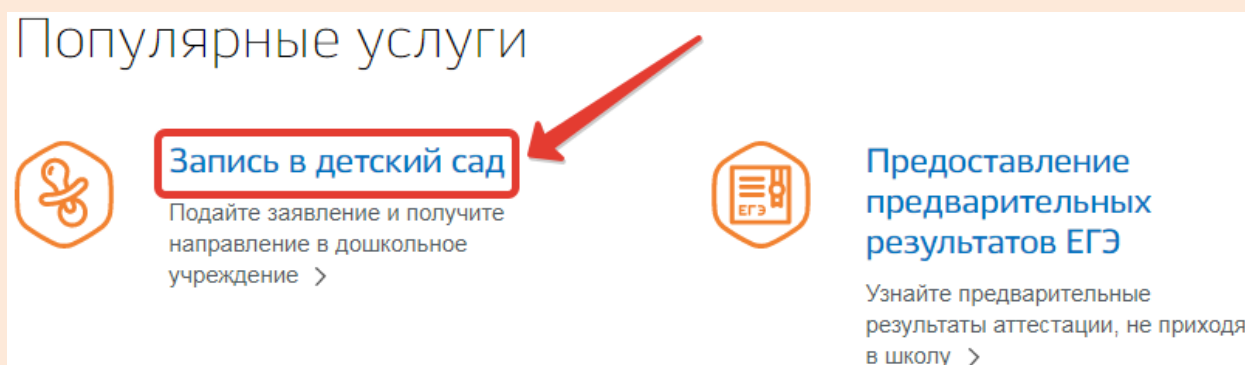 Популярные услуги
Запись в детский сад
Подайте заявление и получите
направление в дошкольное
учреждение >
ЕГЭ
Предоставление
предварительных
результатов ЕГЭ
Узнайте предварительные
результаты аттестации, не приходя
в школу >